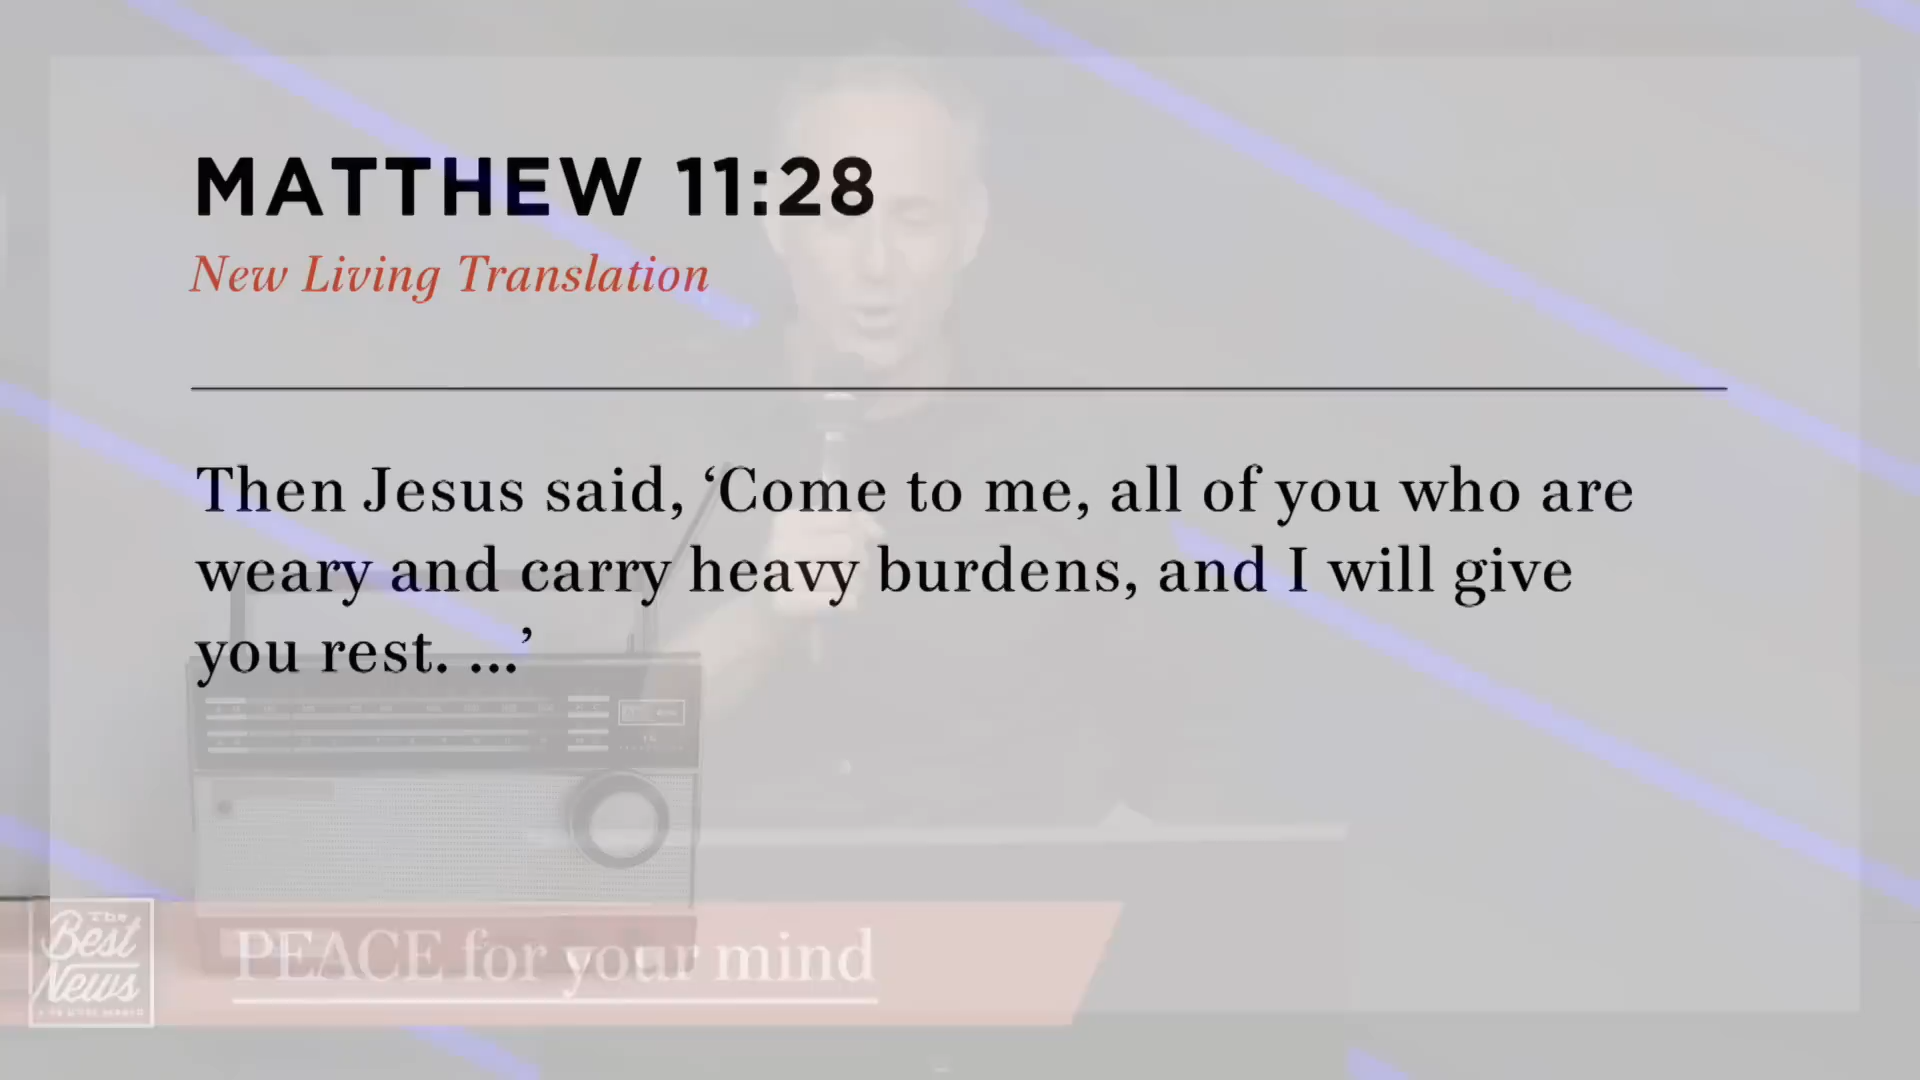 MATTHEW 11:28
New Living Translation
Then Jesus said, ‘Come to me, all of you who are
weary and carry heavy burdens, and I will give
you rest. ...’
PEACE for your mind
The
Best
News